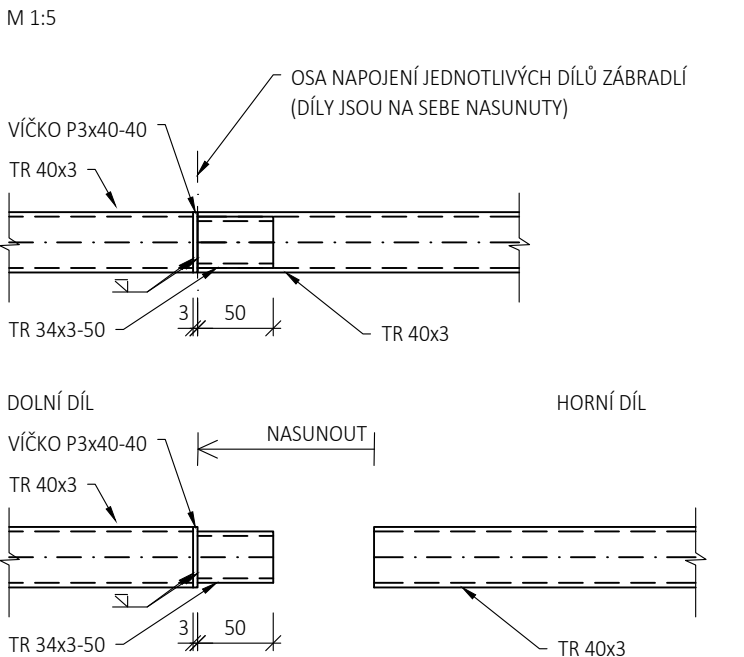 M 1:5
OSA NAPOJENÍ JEDNOTLIVÝCH DÍLŮ ZÁBRADLÍ
(DÍLY JSOU NA SEBE NASUNUTY)
VÍČKO P3x40-40
TR 40x3
TR 34x3-50
3
50
TR 40x3
DOLNÍ DÍL
HORNÍ DÍL
VÍČKO P3x40-40
NASUNOUT
TR 40x3
TR 34x3-50
3
50
TR 40x3